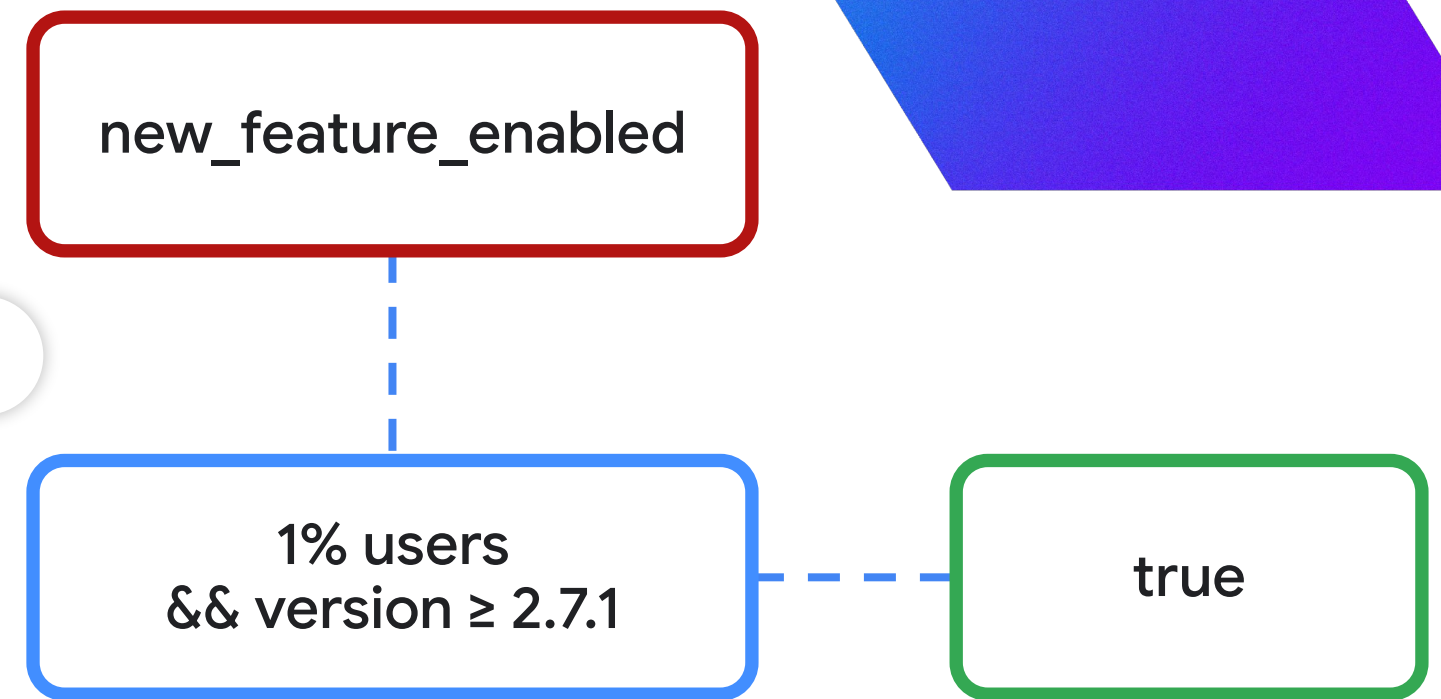 new_feature_enabled
1% users
&& version ≥ 2.7.1
true